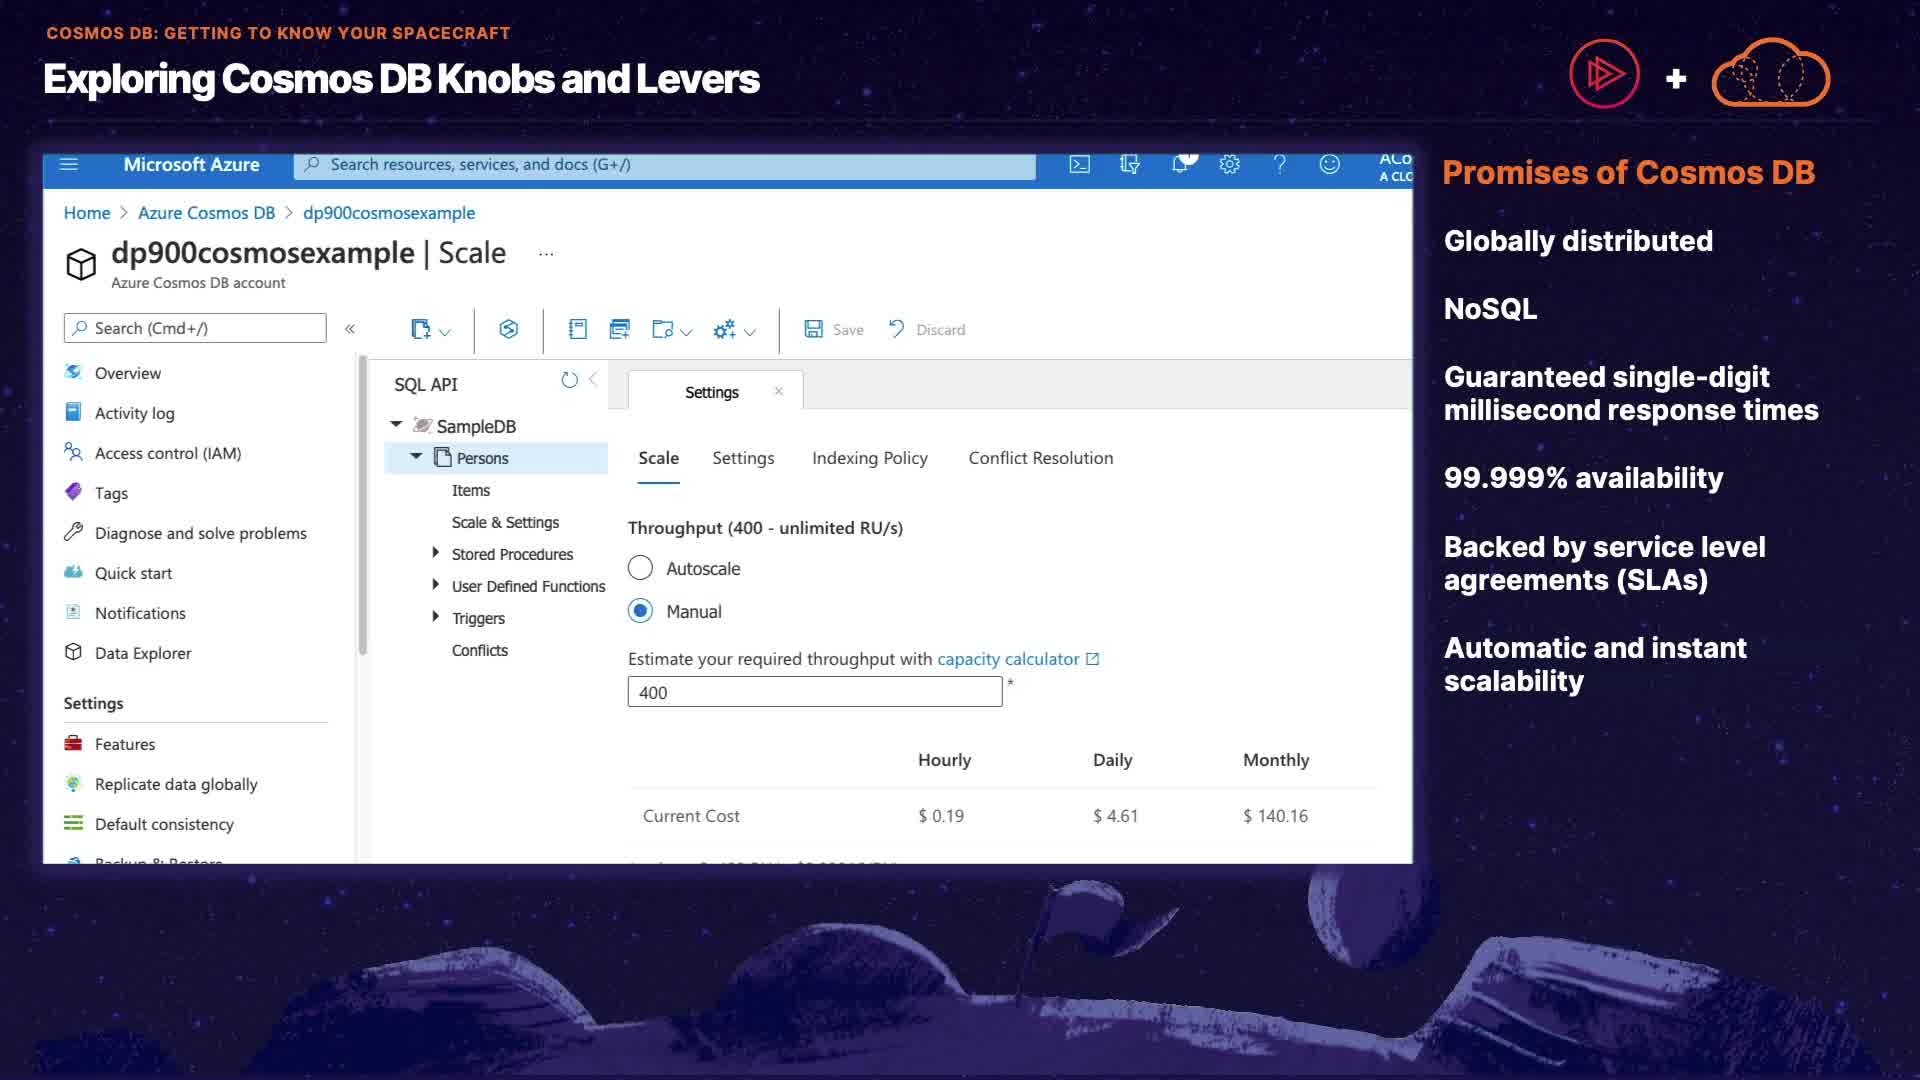 COSMOS DB: GETTING TO KNOW YOUR SPACECRAFT
Exploring Cosmos DB Knobs and Levers
Microsoft Azure
Search resources, services, and docs (G+/)
A CLO
Home > Azure Cosmos DB > dp900cosmosexample
dp900cosmosexample | Scale ...
Azure Cosmos DB account
Search (Cmd+/)
«
Save
Discard
Overview
Activity log
Access control (IAM)
Tags
Diagnose and solve problems
Quick start
Notifications
Data Explorer
Settings
Features
Replicate data globally
Default consistency
Backup & Restore
SQL API
SampleDB
Persons
Items
Scale & Settings
Stored Procedures
User Defined Functions
Triggers
Conflicts
Settings
Scale Settings Indexing Policy Conflict Resolution
Throughput (400 - unlimited RU/s)
Autoscale
Manual
Estimate your required throughput with capacity calculator
400 *
Hourly Daily Monthly
Current Cost $ 0.19 $ 4.61 $ 140.16
+
Promises of Cosmos DB
Globally distributed
NoSQL
Guaranteed single-digit
millisecond response times
99.999% availability
Backed by service level
agreements (SLAs)
Automatic and instant
scalability